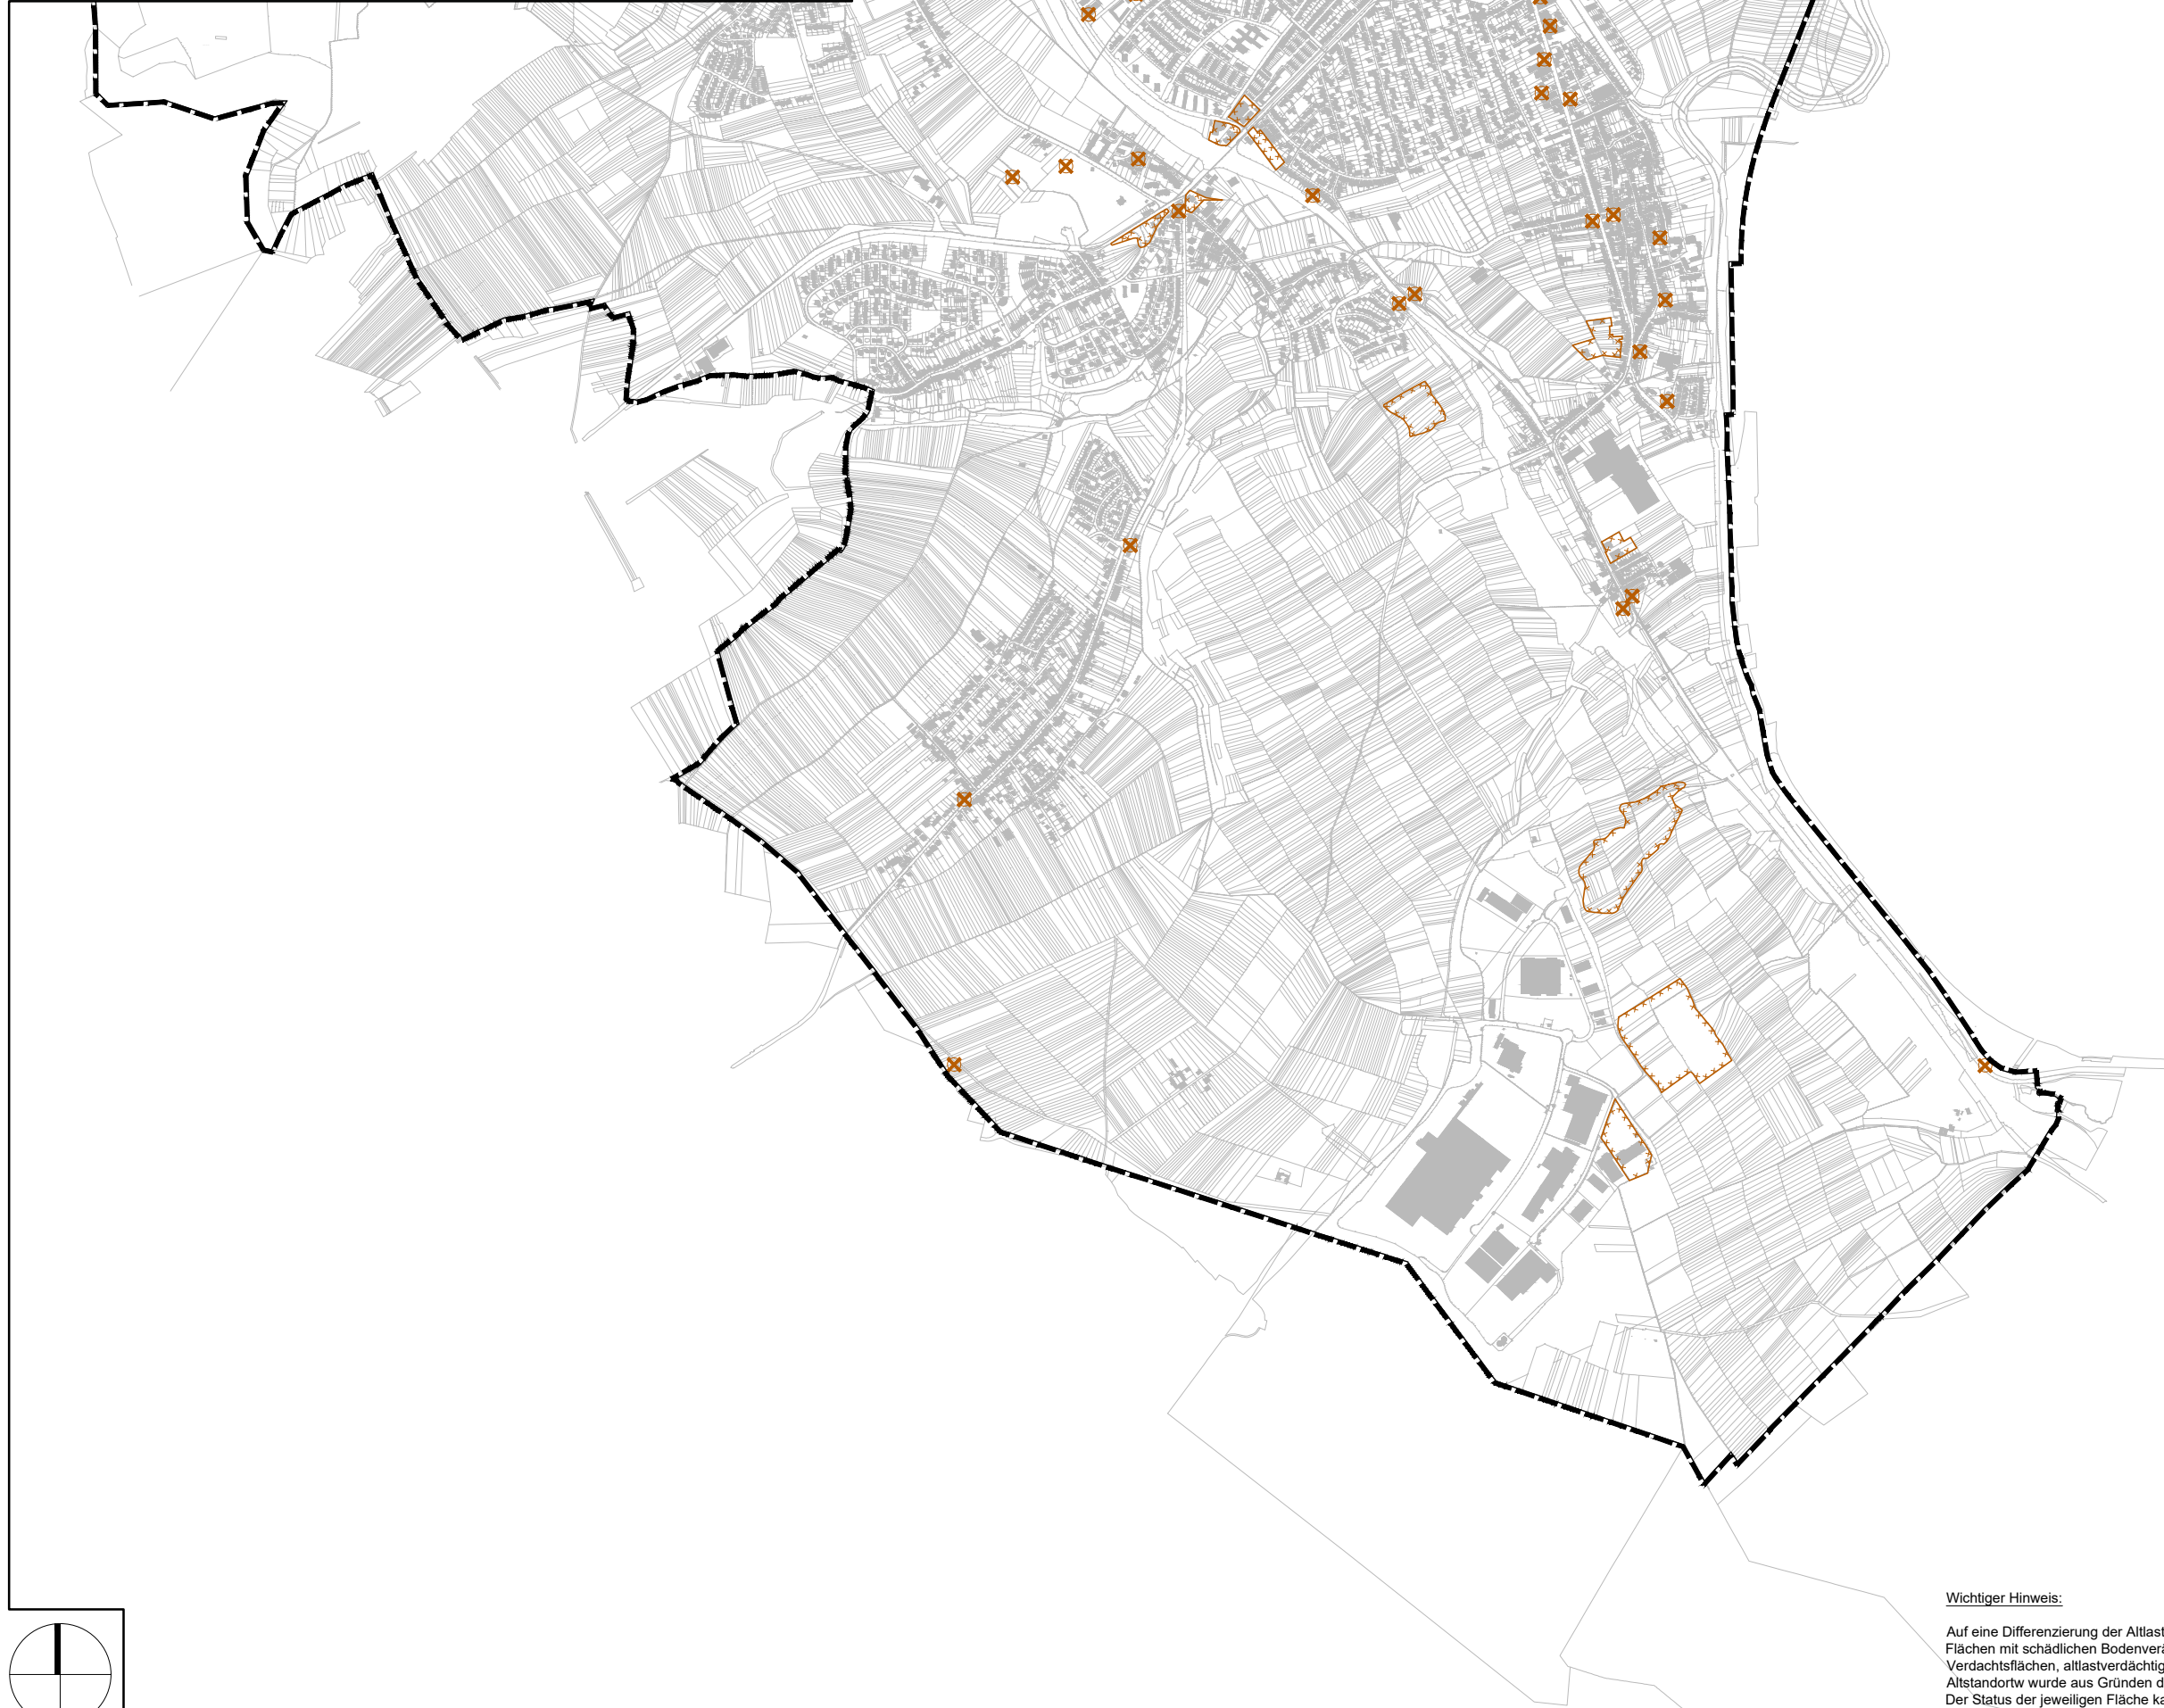 Wichtiger Hinweis:
Auf eine Differenzierung der Altlast
Flächen mit schädlichen Bodenverä
Verdachtsflächen, altlastverdächtig
Altstandortw wurde aus Gründen d
Der Status der jeweiligen Fläche ka